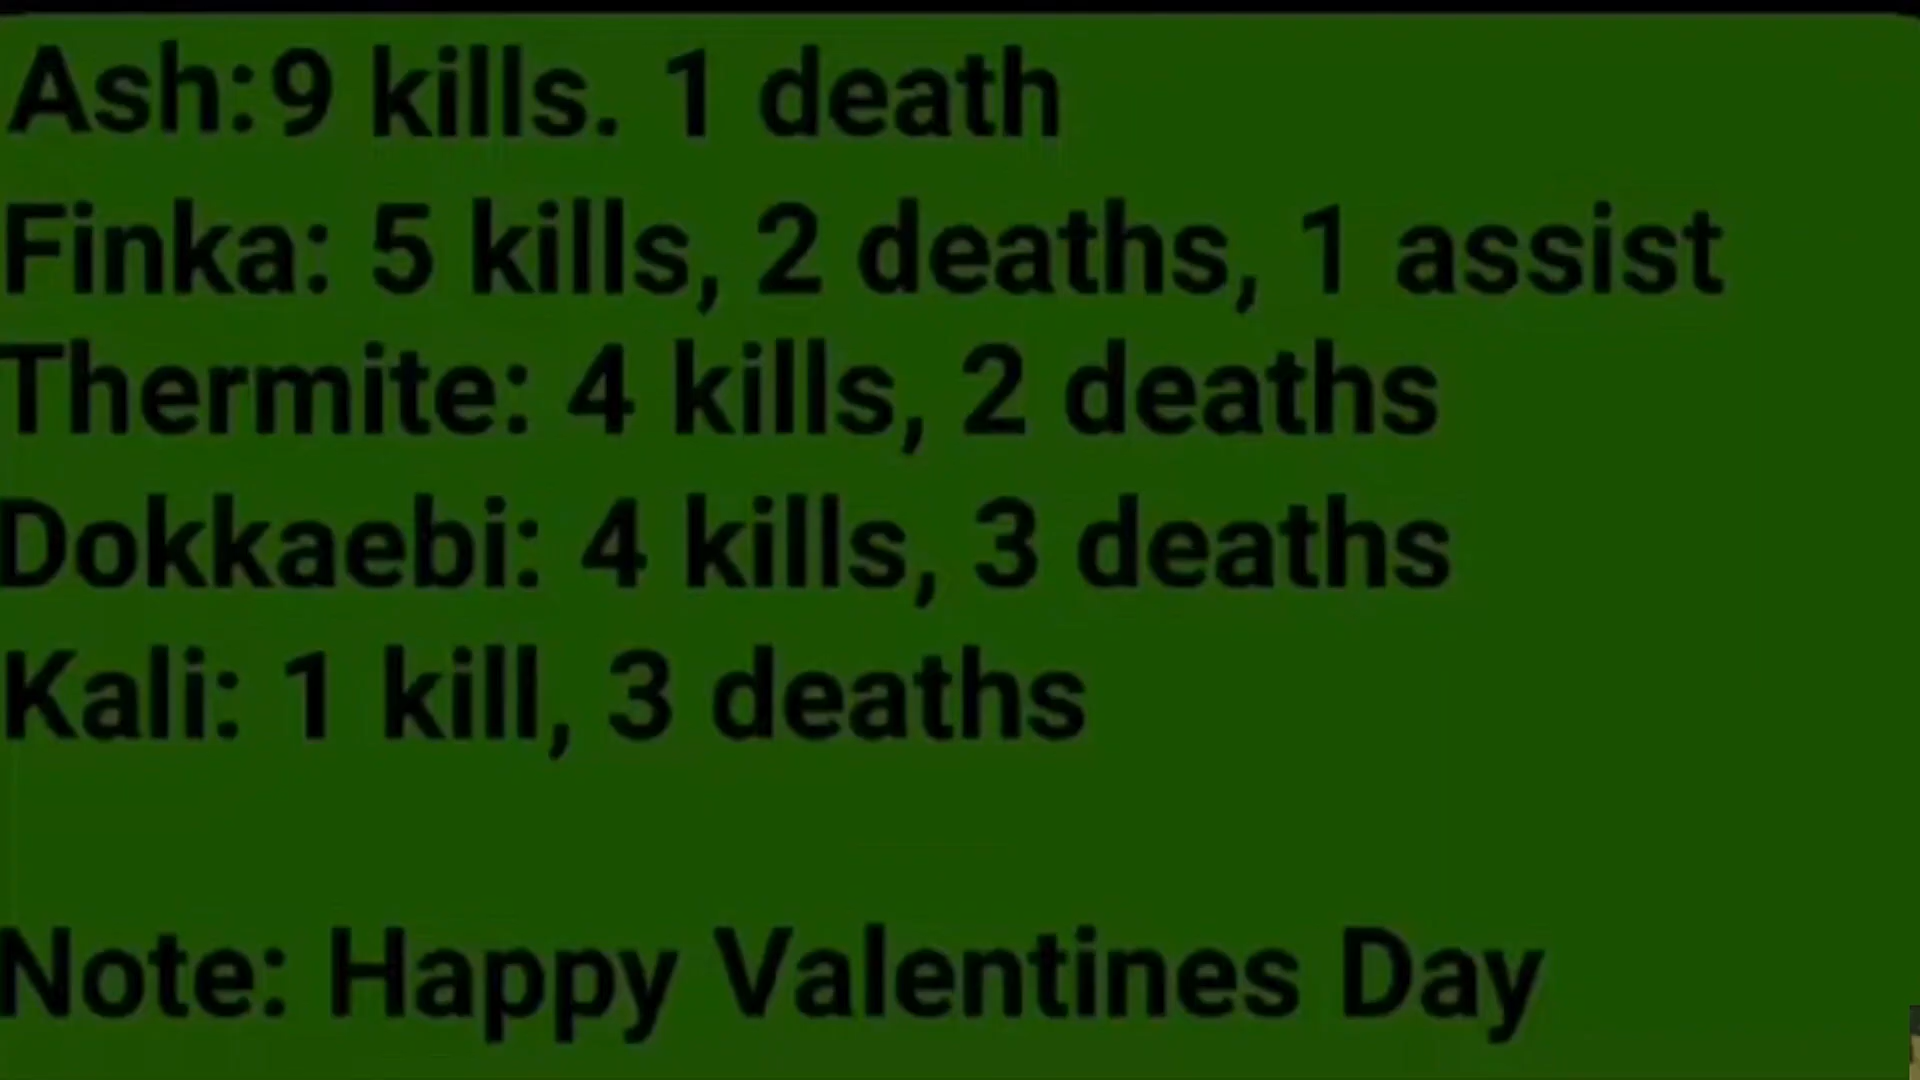 Ash:9 kills. 1 death
Finka: 5 kills, 2 deaths, 1 assist
Thermite: 4 kills, 2 deaths
Dokkaebi: 4 kills, 3 deaths
Kali: 1 kill, 3 deaths
Note: Happy Valentines Day